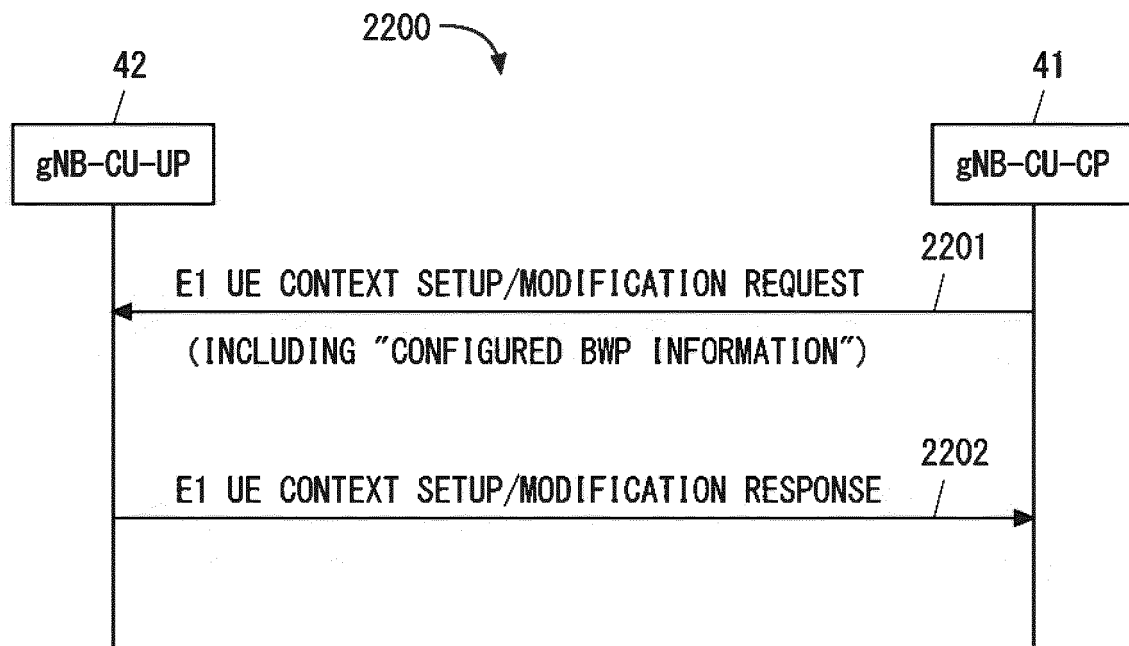 2200
42
41
gNB-CU-UP
gNB-CU-CP
2201
E1 UE CONTEXT SETUP/MODIFICATION REQUEST
(INCLUDING "CONFIGURED BWP INFORMATION")
2202
E1 UE CONTEXT SETUP/MODIFICATION RESPONSE